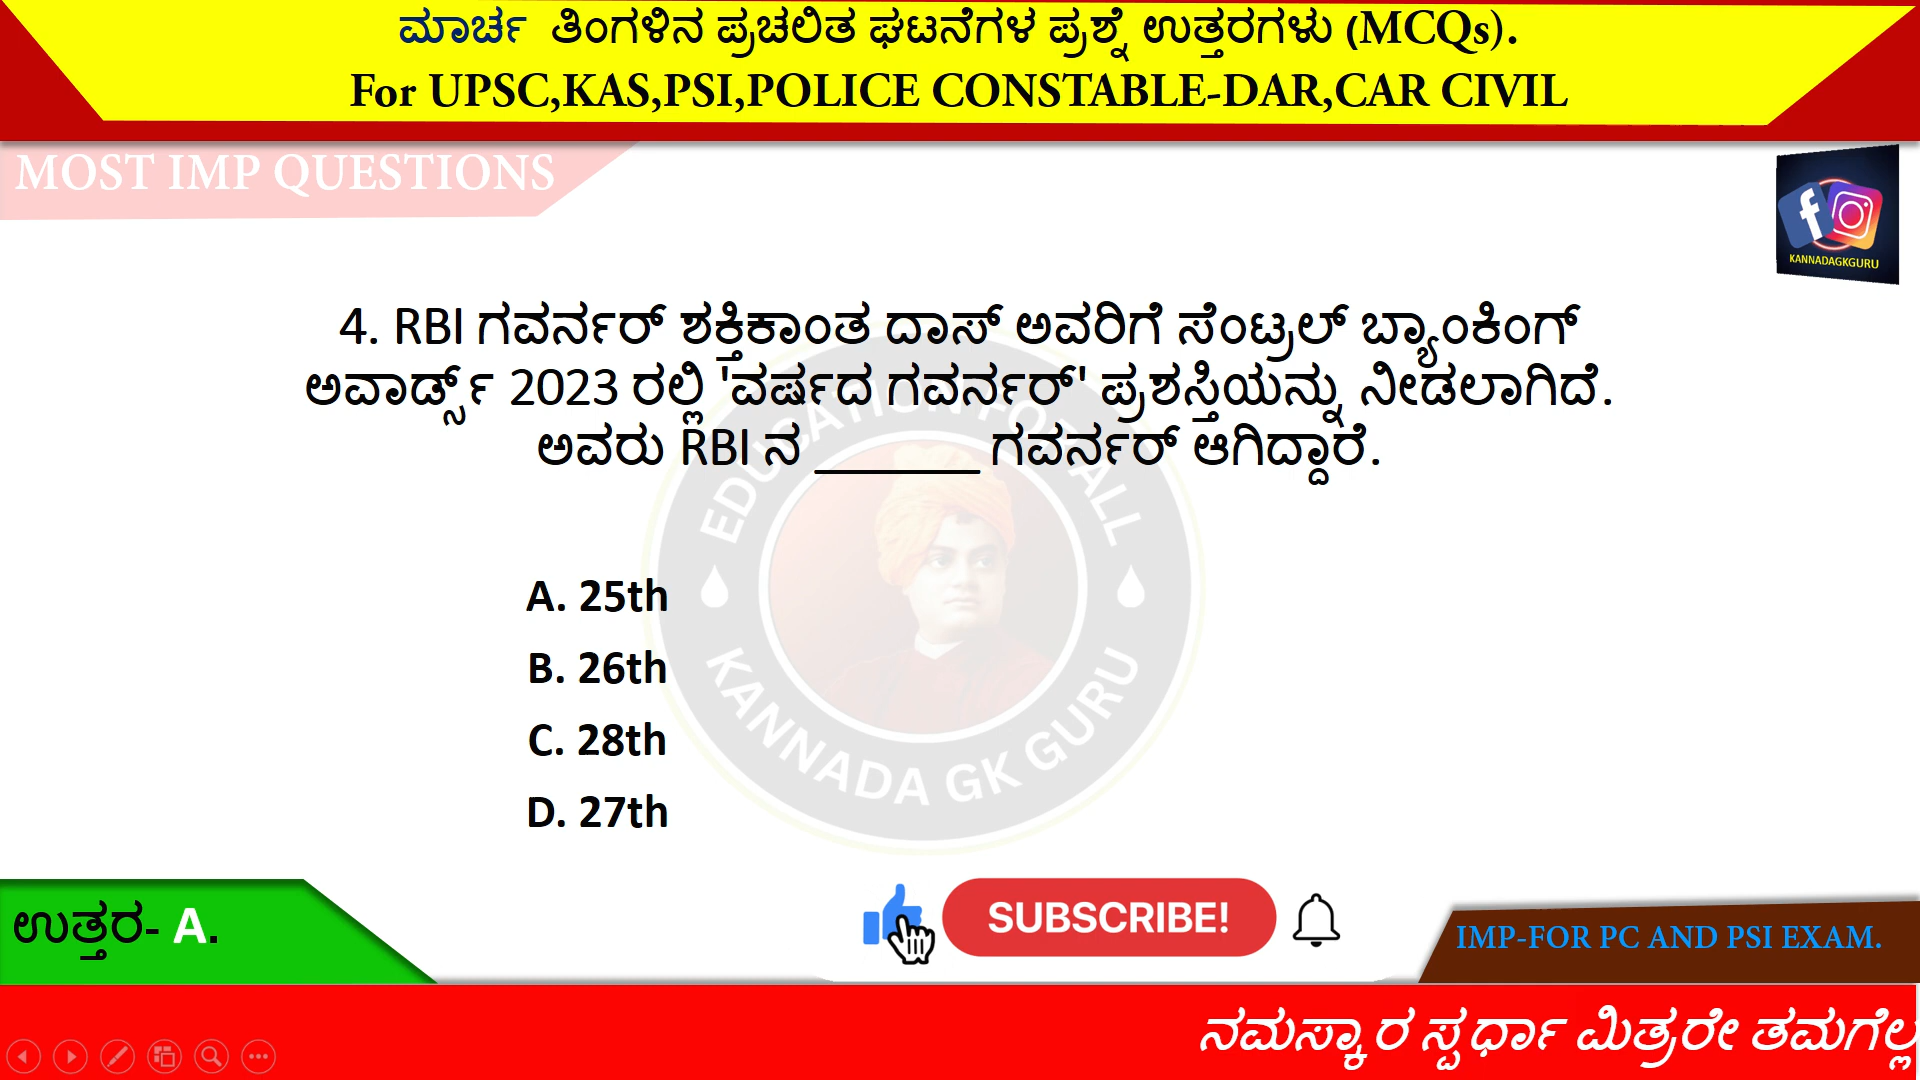 ಮಾರ್ಚ ತಿಂಗಳಿನ ಪ್ರಚಲಿತ ಘಟನೆಗಳ ಪ್ರಶ್ನೆ ಉತ್ತರಗಳು (MCQs).
For UPSC,KAS,PSI,POLICE CONSTABLE-DAR,CAR CIVIL
MOST IMP QUESTIONS
KANNADAGKGURU
4. RBI ಗವರ್ನರ್ ಶಕ್ತಿಕಾಂತ ದಾಸ್ ಅವರಿಗೆ ಸೆಂಟ್ರಲ್ ಬ್ಯಾಂಕಿಂಗ್
ಅವಾರ್ಡ್ಸ್ 2023 ರಲ್ಲಿ 'ವರ್ಷದ ಗವರ್ನರ್' ಪ್ರಶಸ್ತಿಯನ್ನು ನೀಡಲಾಗಿದೆ.
ಅವರು RBI ನ ______ ಗವರ್ನರ್ ಆಗಿದ್ದಾರೆ.
EDUCATION FOR ALL
KANNADA GK GURU
A. 25th
B. 26th
C. 28th
D. 27th
ಉತ್ತರ- A.
SUBSCRIBE!
IMP-FOR PC AND PSI EXAM.
ನಮಸ್ಕಾರ ಸ್ಪರ್ಧಾ ಮಿತ್ರರೇ ತಮಗೆಲ್ಲ